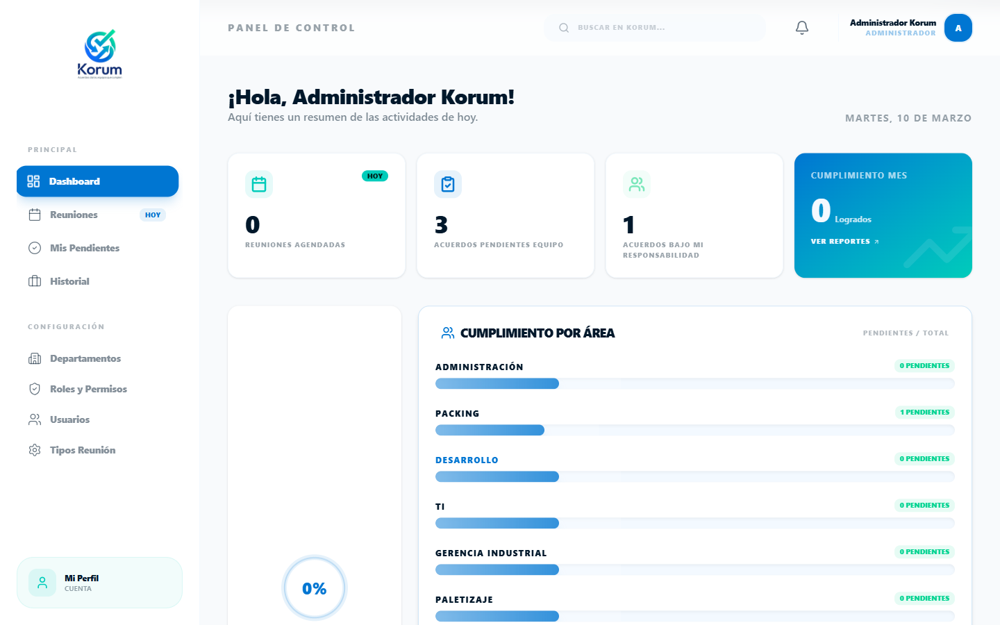 Korum
PRINCIPAL
Dashboard
Reuniones HOY
Mis Pendientes
Historial
CONFIGURACIÓN
Departamentos
Roles y Permisos
Usuarios
Tipos Reunión
Mi Perfil
CUENTA
PANEL DE CONTROL
BUSCAR EN KORUM...
Administrador Korum
ADMINISTRADOR
A
¡Hola, Administrador Korum!
Aquí tienes un resumen de las actividades de hoy.
MARTES, 10 DE MARZO
HOY
0
REUNIONES AGENDADAS
3
ACUERDOS PENDIENTES EQUIPO
1
ACUERDOS BAJO MI
RESPONSABILIDAD
CUMPLIMIENTO MES
0 Logrados
VER REPORTES
0%
CUMPLIMIENTO POR ÁREA
PENDIENTES / TOTAL
ADMINISTRACIÓN 0 PENDIENTES
PACKING 1 PENDIENTES
DESARROLLO 0 PENDIENTES
TI 0 PENDIENTES
GERENCIA INDUSTRIAL 0 PENDIENTES
PALETIZAJE 0 PENDIENTES